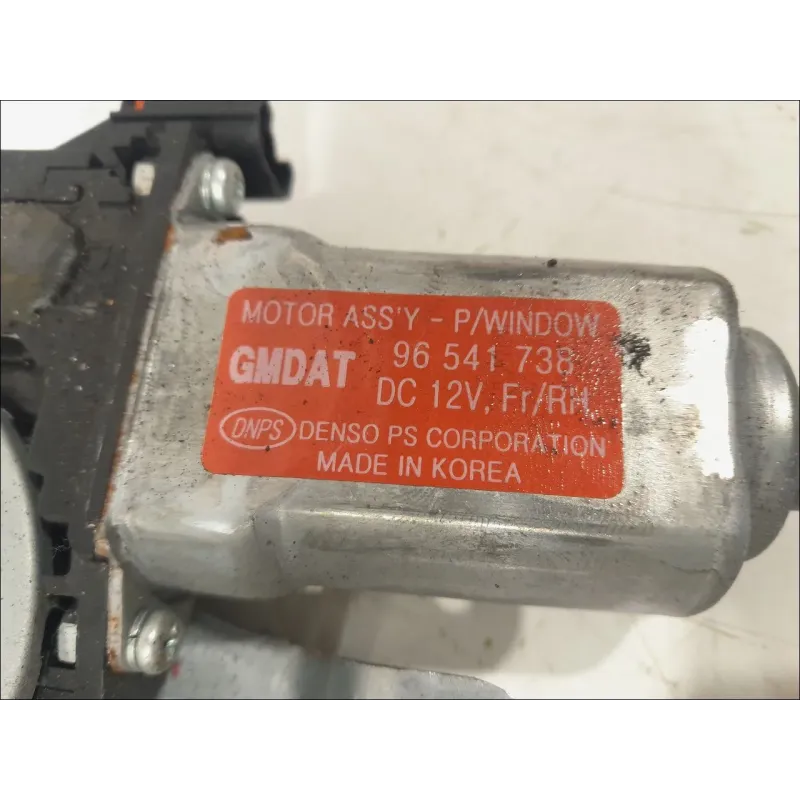 MOTOR ASS'Y - P/WINDOW
GMDAT 96 541 738
DC 12V, Fr/RH
DNPS DENSO PS CORPORATION
MADE IN KOREA